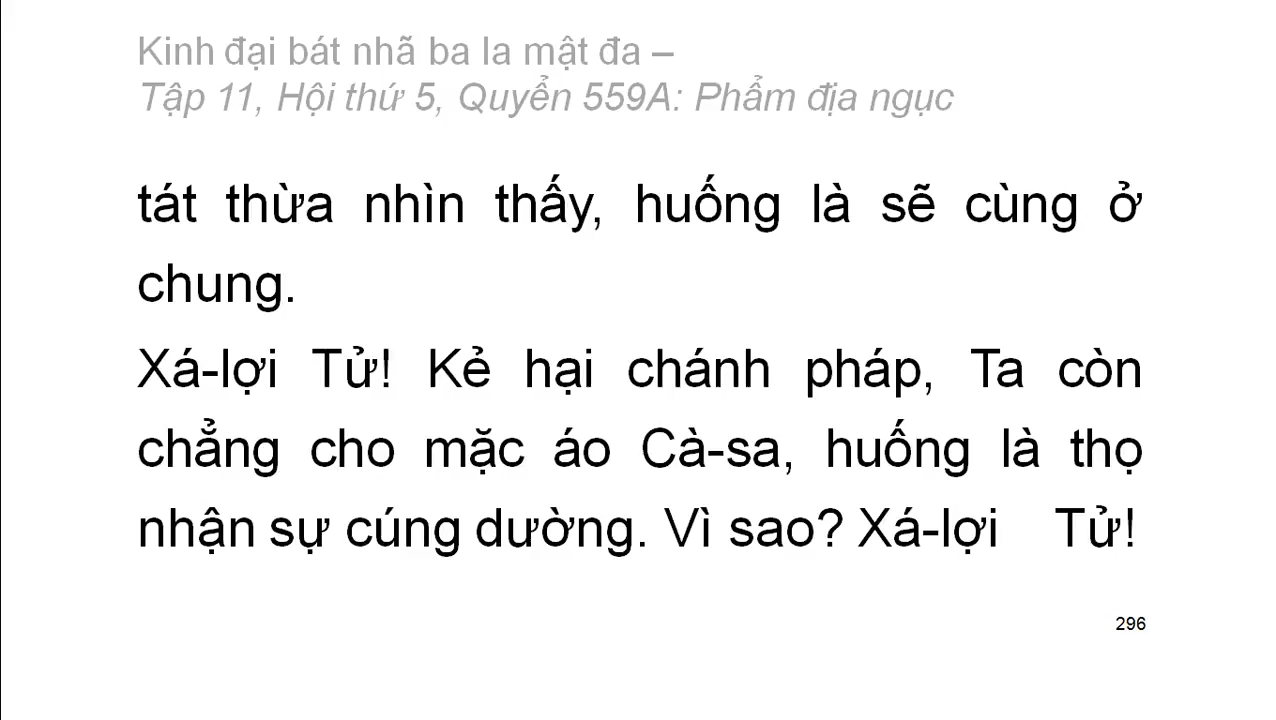 Kinh đại bát nhã ba la mật đa –
Tập 11, Hội thứ 5, Quyển 559A: Phẩm địa ngục
tát thừa nhìn thấy, huống là sẽ cùng ở
chung.
Xá-lợi Tử! Kẻ hại chánh pháp, Ta còn
chẳng cho mặc áo Cà-sa, huống là thọ
nhận sự cúng dường. Vì sao? Xá-lợi Tử!
296